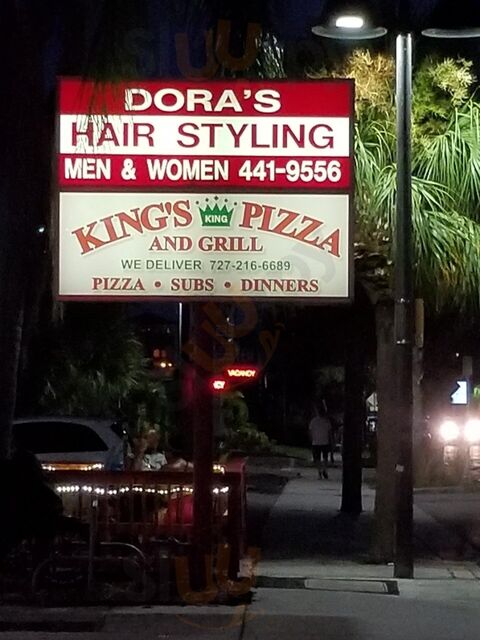 DORA'S
HAIR STYLING
MEN & WOMEN 441-9556
KING'S KING PIZZA
AND GRILL
WE DELIVER 727-216-6689
PIZZA • SUBS • DINNERS
VACANCY